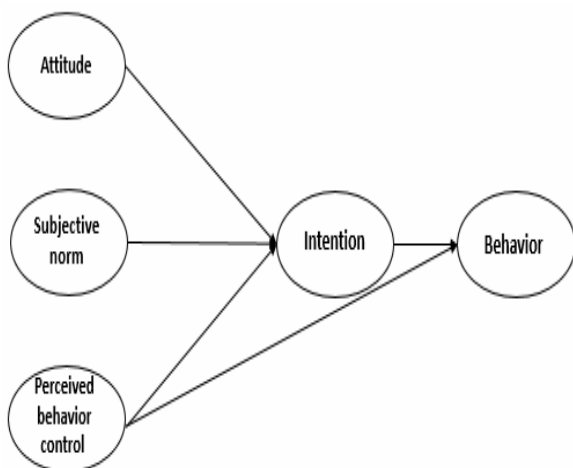 Attitude
Subjective
norm
Intention
Behavior
Perceived
behavior
control